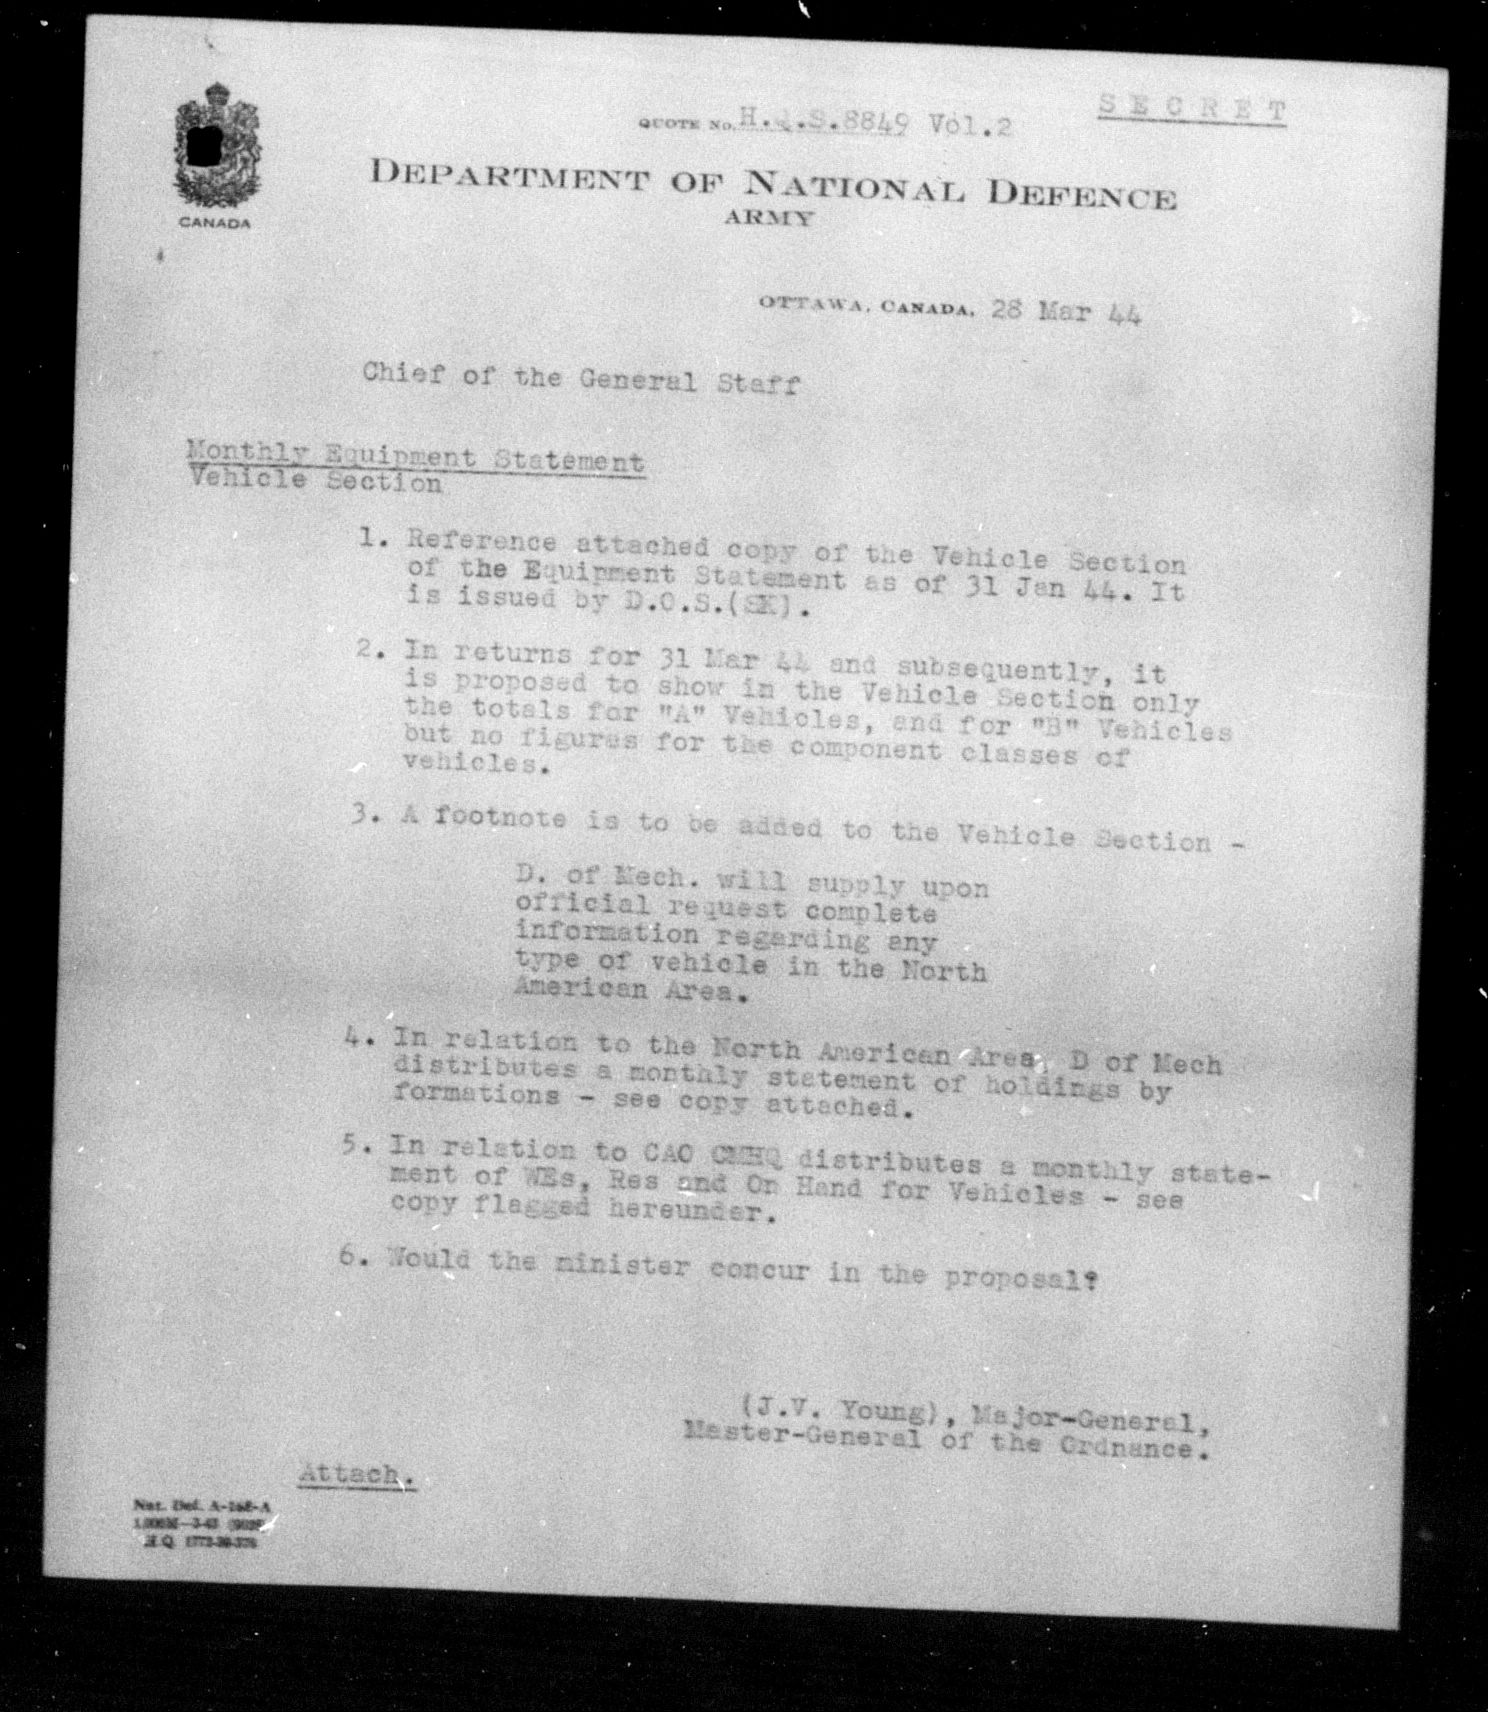 SECRET
QUOTE No. H.Q.S.8849 Vol.2
DEPARTMENT OF NATIONAL DEFENCE
ARMY
CANADA
OTTAWA, CANADA, 28 Mar 44
Chief of the General Staff
Monthly Equipment Statement
Vehicle Section
1. Reference attached copy of the Vehicle Section
of the Equipment Statement as of 31 Jan 44. It
is issued by D.O.S.(SK).
2. In returns for 31 Mar 44 and subsequently, it
is proposed to show in the Vehicle Section only
the totals for "A" Vehicles, and for "B" Vehicles
but no figures for the component classes of
vehicles.
3. A footnote is to be added to the Vehicle Section -
D. of Mech. will supply upon
official request complete
information regarding any
type of vehicle in the North
American Area.
4. In relation to the North American Area, D of Mech
distributes a monthly statement of holdings by
formations - see copy attached.
5. In relation to CAO CMHQ distributes a monthly state-
ment of WEs, Res and On Hand for Vehicles - see
copy flagged hereunder.
6. Would the minister concur in the proposal?
(J.V. Young), Major-General,
Master-General of the Ordnance.
Attach.
Nat. Def. A-168-A
H.Q.